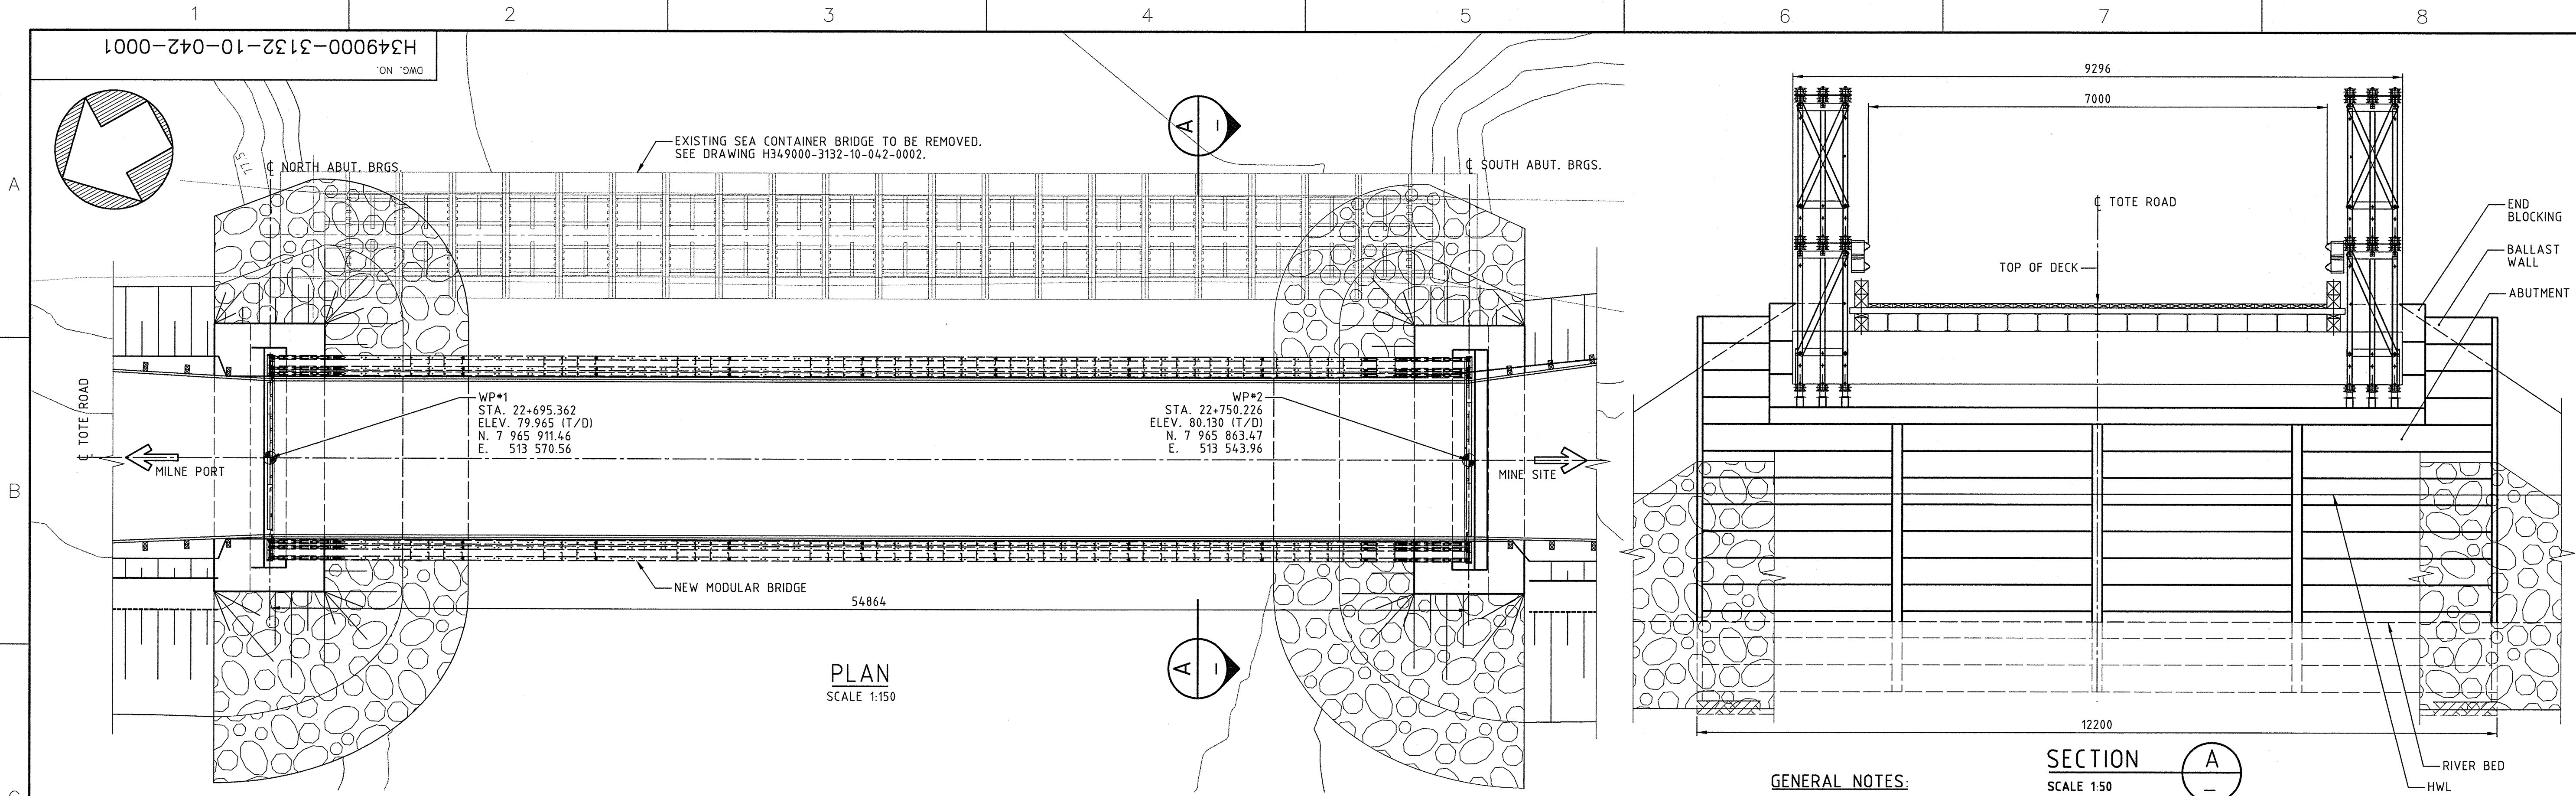 1 2 3 4 5 6 7 8
H349000-3132-10-042-0001
DWG. NO.
A
B
C
77.5
℄ NORTH ABUT. BRGS.
EXISTING SEA CONTAINER BRIDGE TO BE REMOVED.
SEE DRAWING H349000-3132-10-042-0002.
A
–
℄ SOUTH ABUT. BRGS.
℄ TOTE ROAD
MILNE PORT
WP#1
STA. 22+695.362
ELEV. 79.965 (T/D)
N. 7 965 911.46
E. 513 570.56
WP#2
STA. 22+750.226
ELEV. 80.130 (T/D)
N. 7 965 863.47
E. 513 543.96
MINE SITE
NEW MODULAR BRIDGE
54864
A
–
PLAN
SCALE 1:150
9296
7000
℄ TOTE ROAD
TOP OF DECK
END
BLOCKING
BALLAST
WALL
ABUTMENT
12200
RIVER BED
HWL
SECTION
SCALE 1:50
A
–
GENERAL NOTES: